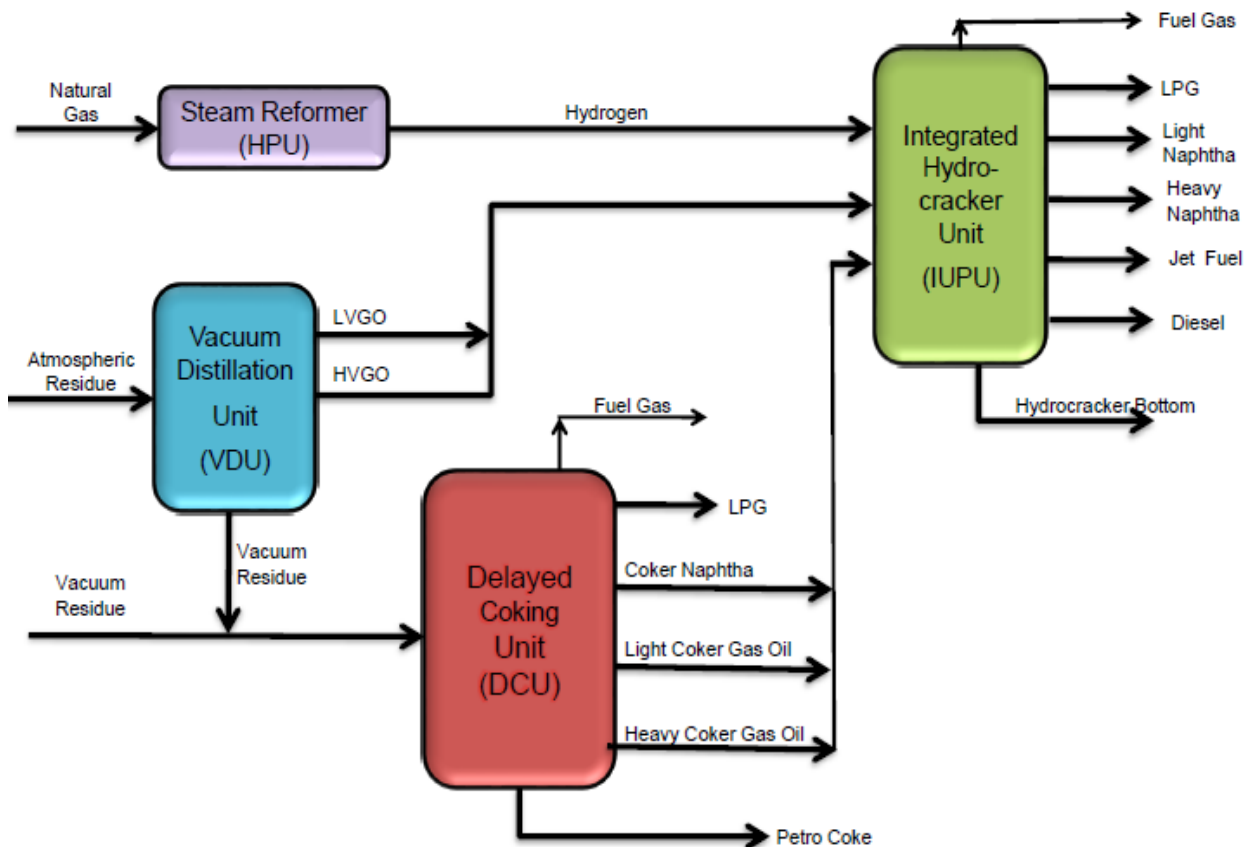 Fuel Gas
Natural
Gas
Steam Reformer
(HPU)
Hydrogen
Integrated
Hydro-
cracker
Unit
(IUPU)
LPG
Light
Naphtha
Heavy
Naphtha
Jet Fuel
Diesel
Hydrocracker Bottom
Atmospheric
Residue
Vacuum
Distillation
Unit
(VDU)
LVGO
HVGO
Fuel Gas
Vacuum
Residue
Vacuum
Residue
Delayed
Coking
Unit
(DCU)
LPG
Coker Naphtha
Light Coker Gas Oil
Heavy Coker Gas Oil
Petro Coke